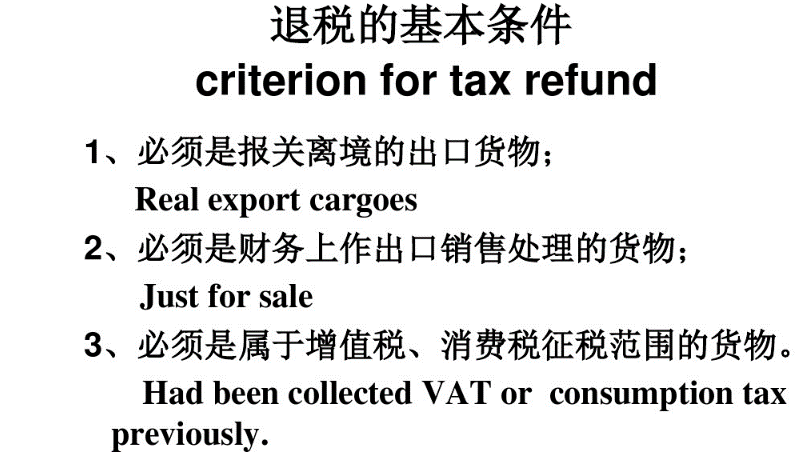 退税的基本条件
criterion for tax refund
1、必须是报关离境的出口货物；
Real export cargoes
2、必须是财务上作出口销售处理的货物；
Just for sale
3、必须是属于增值税、消费税征税范围的货物。
Had been collected VAT or consumption tax
previously.